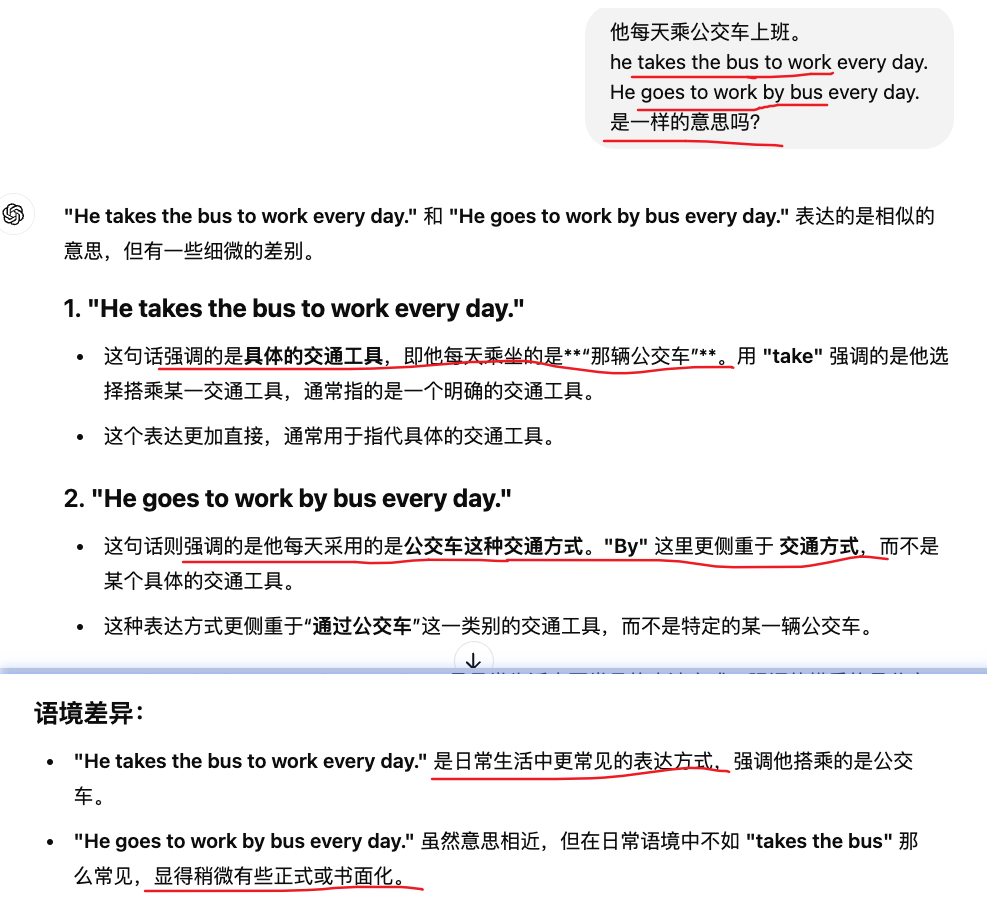 他每天乘公交车上班。
he takes the bus to work every day.
He goes to work by bus every day.
是一样的意思吗?
"He takes the bus to work every day." 和 "He goes to work by bus every day." 表达的是相似的
意思，但有一些细微的差别。
1. "He takes the bus to work every day."
• 这句话强调的是具体的交通工具，即他每天乘坐的是**“那辆公交车”**。用 "take" 强调的是他选
择搭乘某一交通工具，通常指的是一个明确的交通工具。
• 这个表达更加直接，通常用于指代具体的交通工具。
2. "He goes to work by bus every day."
• 这句话则强调的是他每天采用的是公交车这种交通方式。"By" 这里更侧重于 交通方式，而不是
某个具体的交通工具。
• 这种表达方式更侧重于“通过公交车”这一类别的交通工具，而不是特定的某一辆公交车。
语境差异：
• "He takes the bus to work every day." 是日常生活中更常见的表达方式，强调他搭乘的是公交
车。
• "He goes to work by bus every day." 虽然意思相近，但在日常语境中不如 "takes the bus" 那
么常见，显得稍微有些正式或书面化。